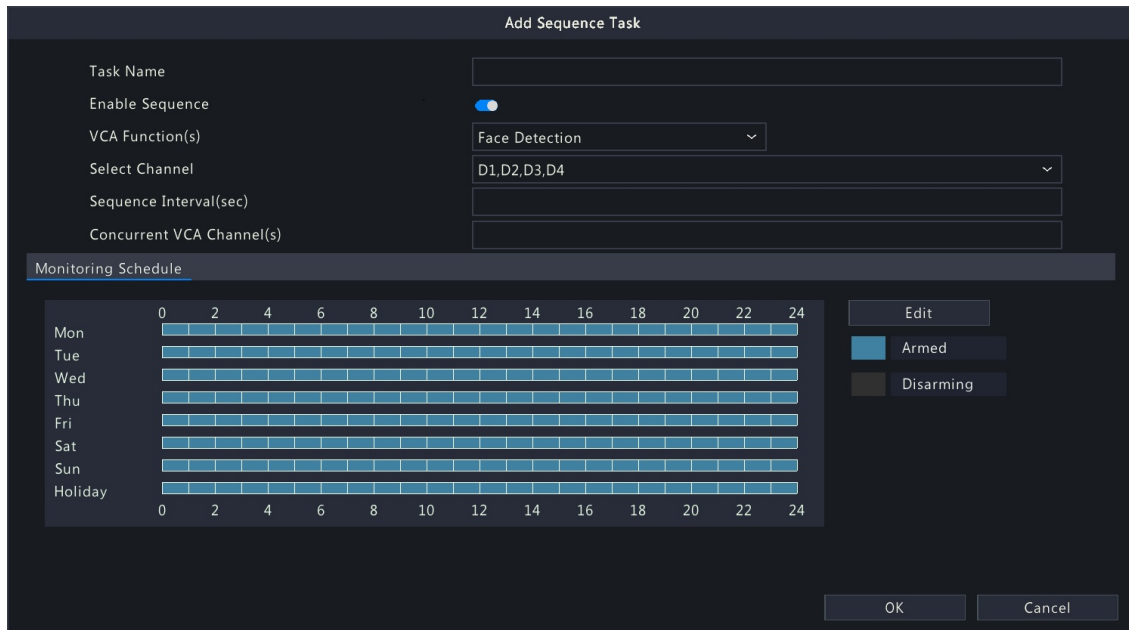 Add Sequence Task
Task Name
Enable Sequence
VCA Function(s) Face Detection
Select Channel D1,D2,D3,D4
Sequence Interval(sec)
Concurrent VCA Channel(s)
Monitoring Schedule
0 2 4 6 8 10 12 14 16 18 20 22 24 Edit
Mon
Tue Armed
Wed
Thu Disarming
Fri
Sat
Sun
Holiday
0 2 4 6 8 10 12 14 16 18 20 22 24
OK Cancel